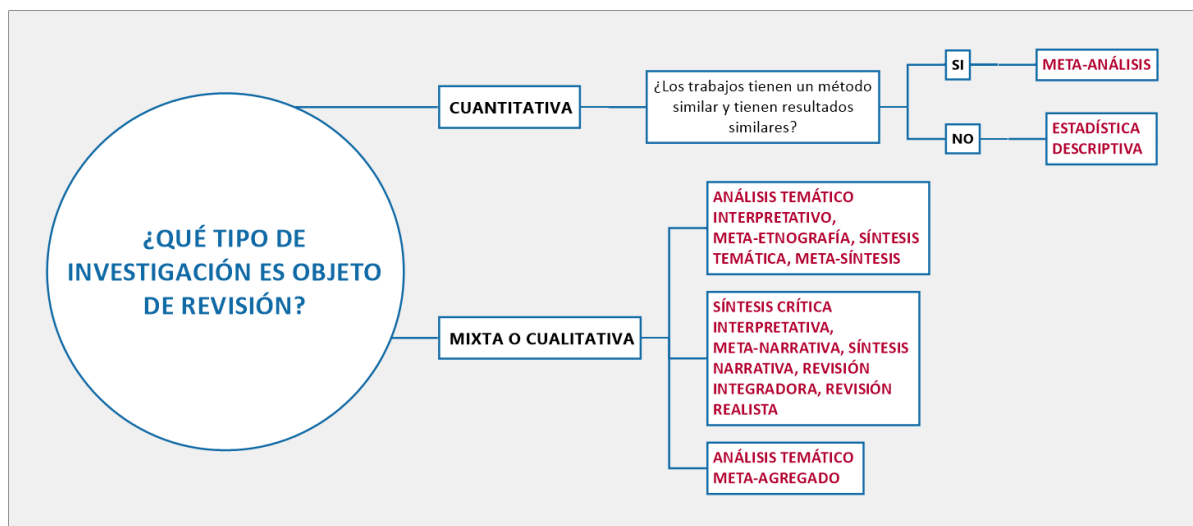 ¿QUÉ TIPO DE
INVESTIGACIÓN ES OBJETO
DE REVISIÓN?
CUANTITATIVA
¿Los trabajos tienen un método
similar y tienen resultados
similares?
SI
META-ANÁLISIS
NO
ESTADÍSTICA
DESCRIPTIVA
MIXTA O CUALITATIVA
ANÁLISIS TEMÁTICO
INTERPRETATIVO,
META-ETNOGRAFÍA, SÍNTESIS
TEMÁTICA, META-SÍNTESIS
SÍNTESIS CRÍTICA
INTERPRETATIVA,
META-NARRATIVA, SÍNTESIS
NARRATIVA, REVISIÓN
INTEGRADORA, REVISIÓN
REALISTA
ANÁLISIS TEMÁTICO
META-AGREGADO